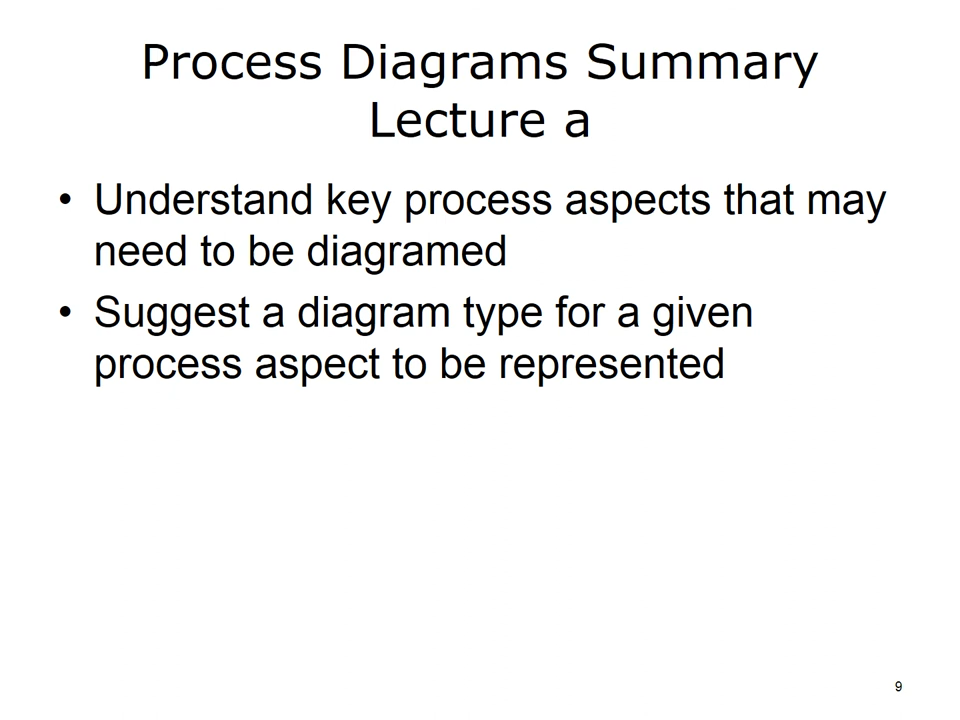 Process Diagrams Summary
Lecture a
• Understand key process aspects that may
need to be diagramed
• Suggest a diagram type for a given
process aspect to be represented
9